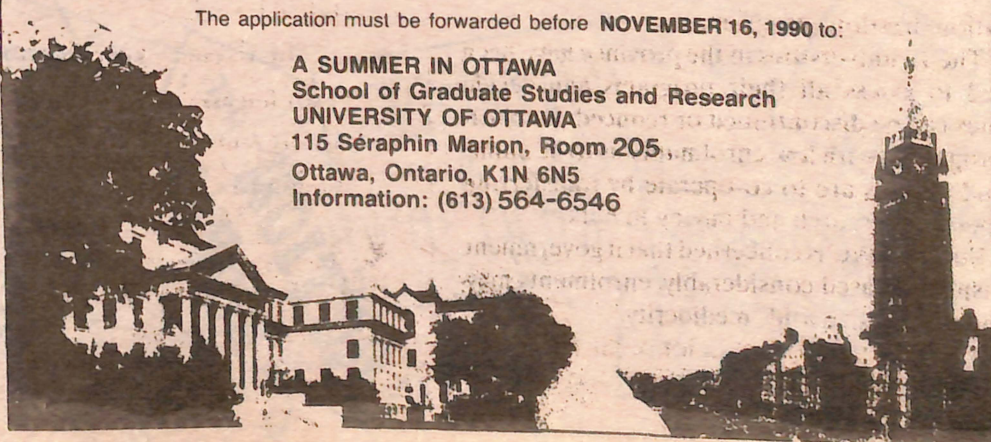 The application must be forwarded before NOVEMBER 16, 1990 to:
A SUMMER IN OTTAWA
School of Graduate Studies and Research
UNIVERSITY OF OTTAWA
115 Séraphin Marion, Room 205,
Ottawa, Ontario, K1N 6N5
Information: (613) 564-6546